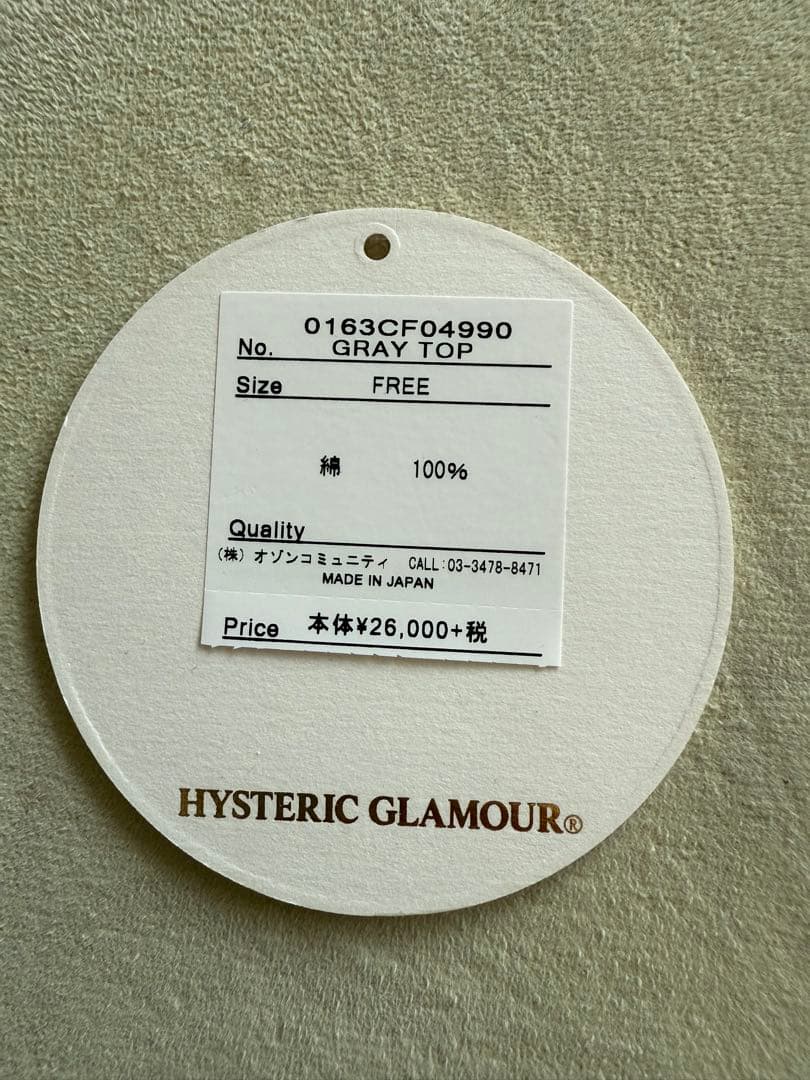 0163CF04990
No. GRAY TOP
Size FREE
綿 100%
Quality
(株) オゾンコミュニティ CALL:03-3478-8471
MADE IN JAPAN
Price 本体¥26,000+税
HYSTERIC GLAMOUR®